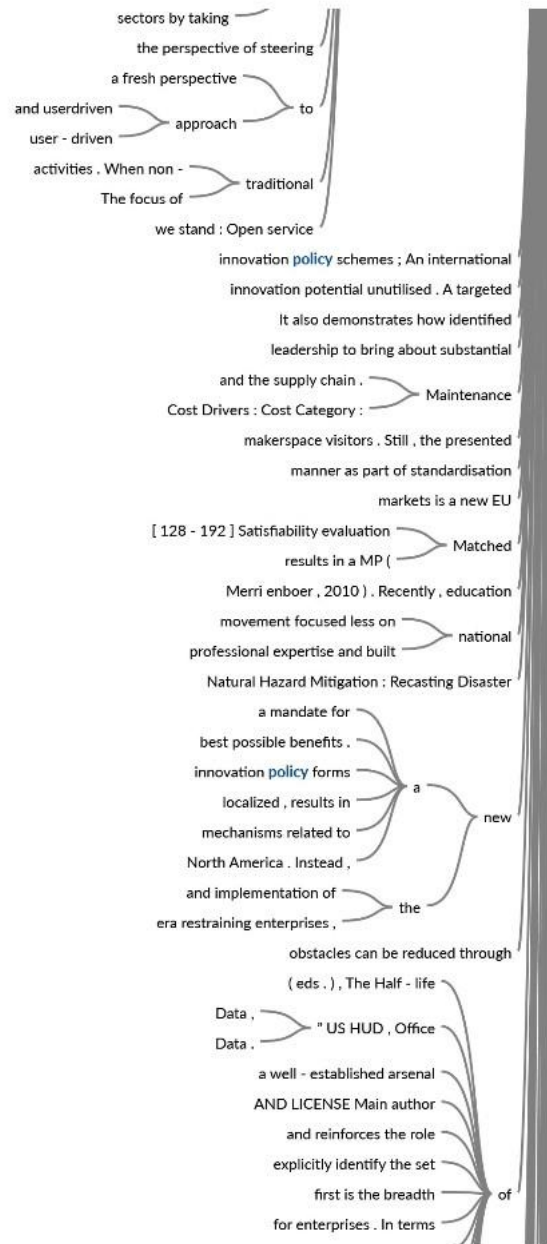 sectors by taking
the perspective of steering
a fresh perspective
to
and userdriven
approach
user - driven
activities . When non -
traditional
The focus of
we stand : Open service
innovation policy schemes ; An international
innovation potential unutilised . A targeted
It also demonstrates how identified
leadership to bring about substantial
and the supply chain .
Maintenance
Cost Drivers : Cost Category :
makerspace visitors . Still , the presented
manner as part of standardisation
markets is a new EU
[ 128 - 192 ] Satisfiability evaluation
Matched
results in a MP (
Merri enboer , 2010 ) . Recently , education
movement focused less on
national
professional expertise and built
Natural Hazard Mitigation : Recasting Disaster
a mandate for
best possible benefits .
innovation policy forms
a
localized , results in
new
mechanisms related to
North America . Instead ,
and implementation of
the
era restraining enterprises ,
obstacles can be reduced through
( eds . ) , The Half - life
Data ,
" US HUD , Office
Data .
a well - established arsenal
AND LICENSE Main author
and reinforces the role
explicitly identify the set
first is the breadth
of
for enterprises . In terms